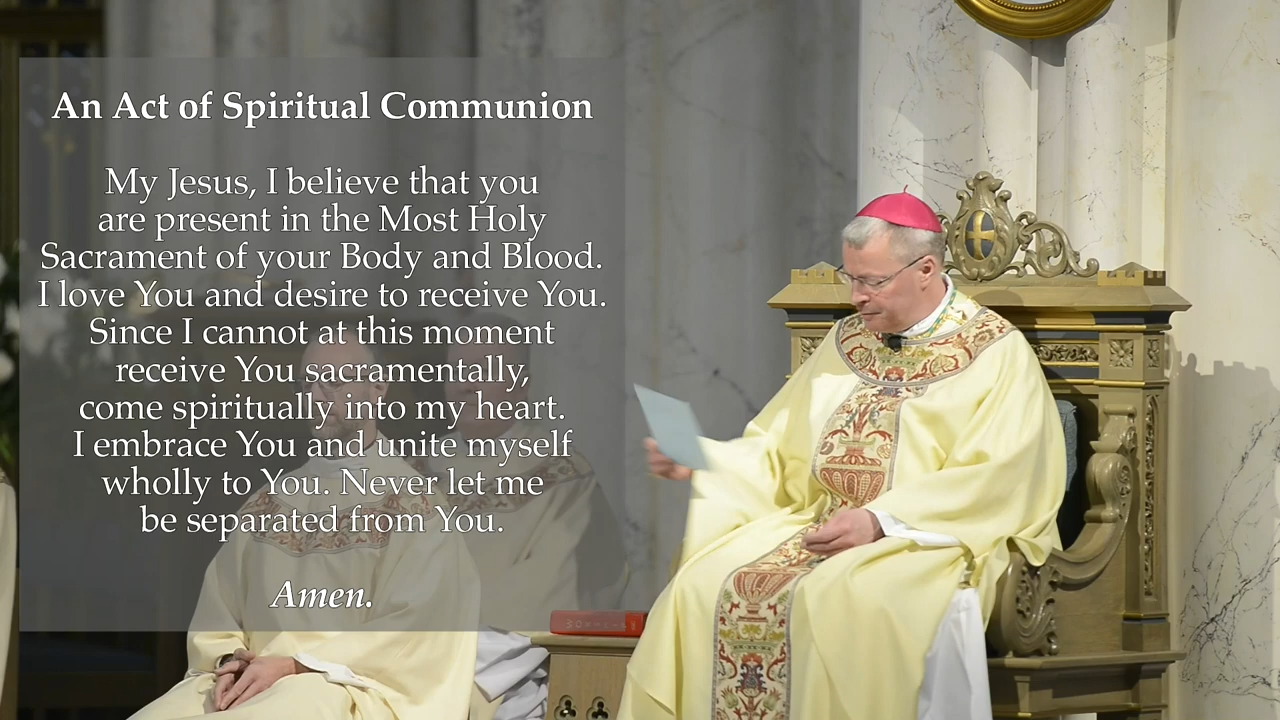 An Act of Spiritual Communion
My Jesus, I believe that you
are present in the Most Holy
Sacrament of your Body and Blood.
I love You and desire to receive You.
Since I cannot at this moment
receive You sacramentally,
come spiritually into my heart.
I embrace You and unite myself
wholly to You. Never let me
be separated from You.
Amen.
WORSHIP